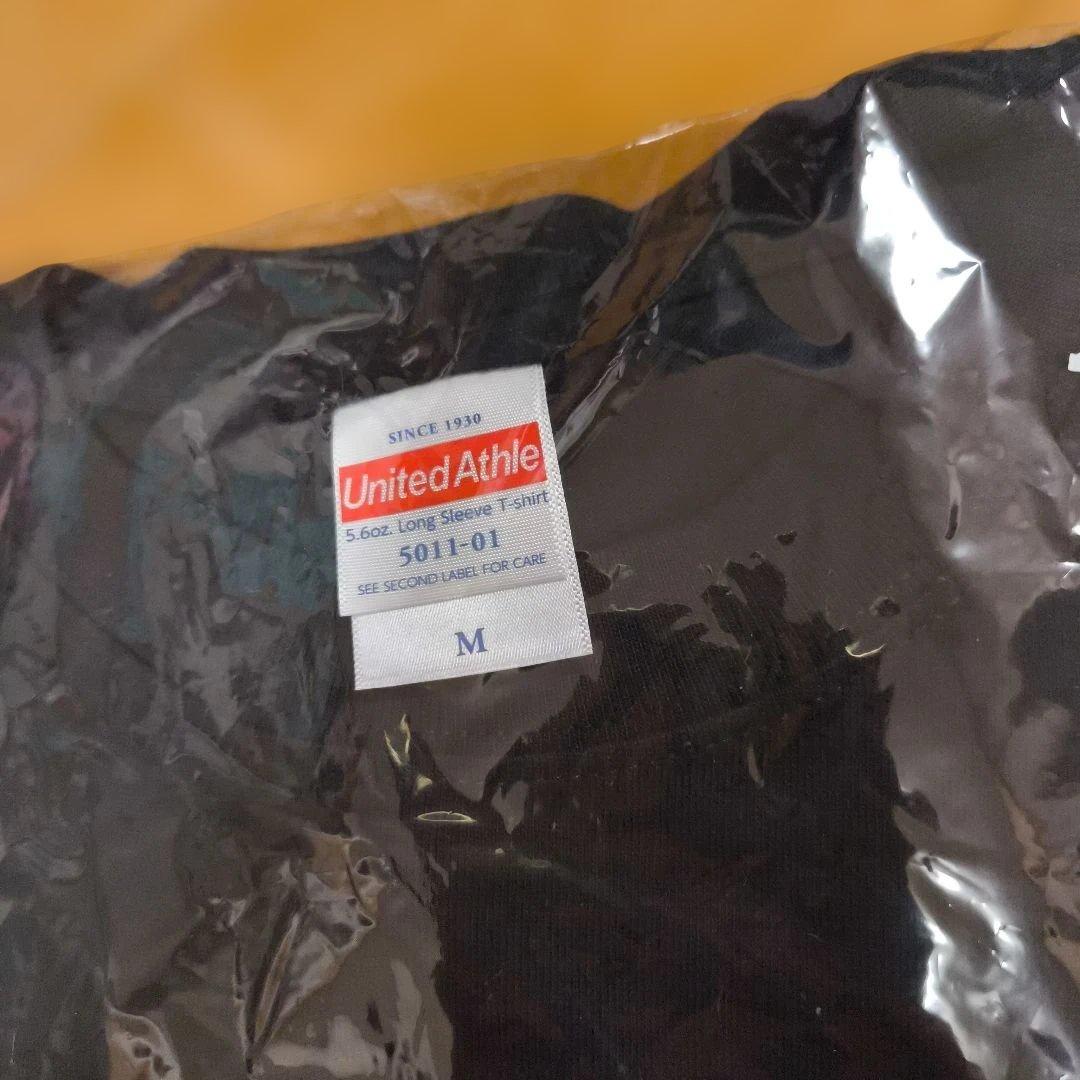 SINCE 1930
United Athle
5.6oz. Long Sleeve T-shirt
5011-01
SEE SECOND LABEL FOR CARE
M